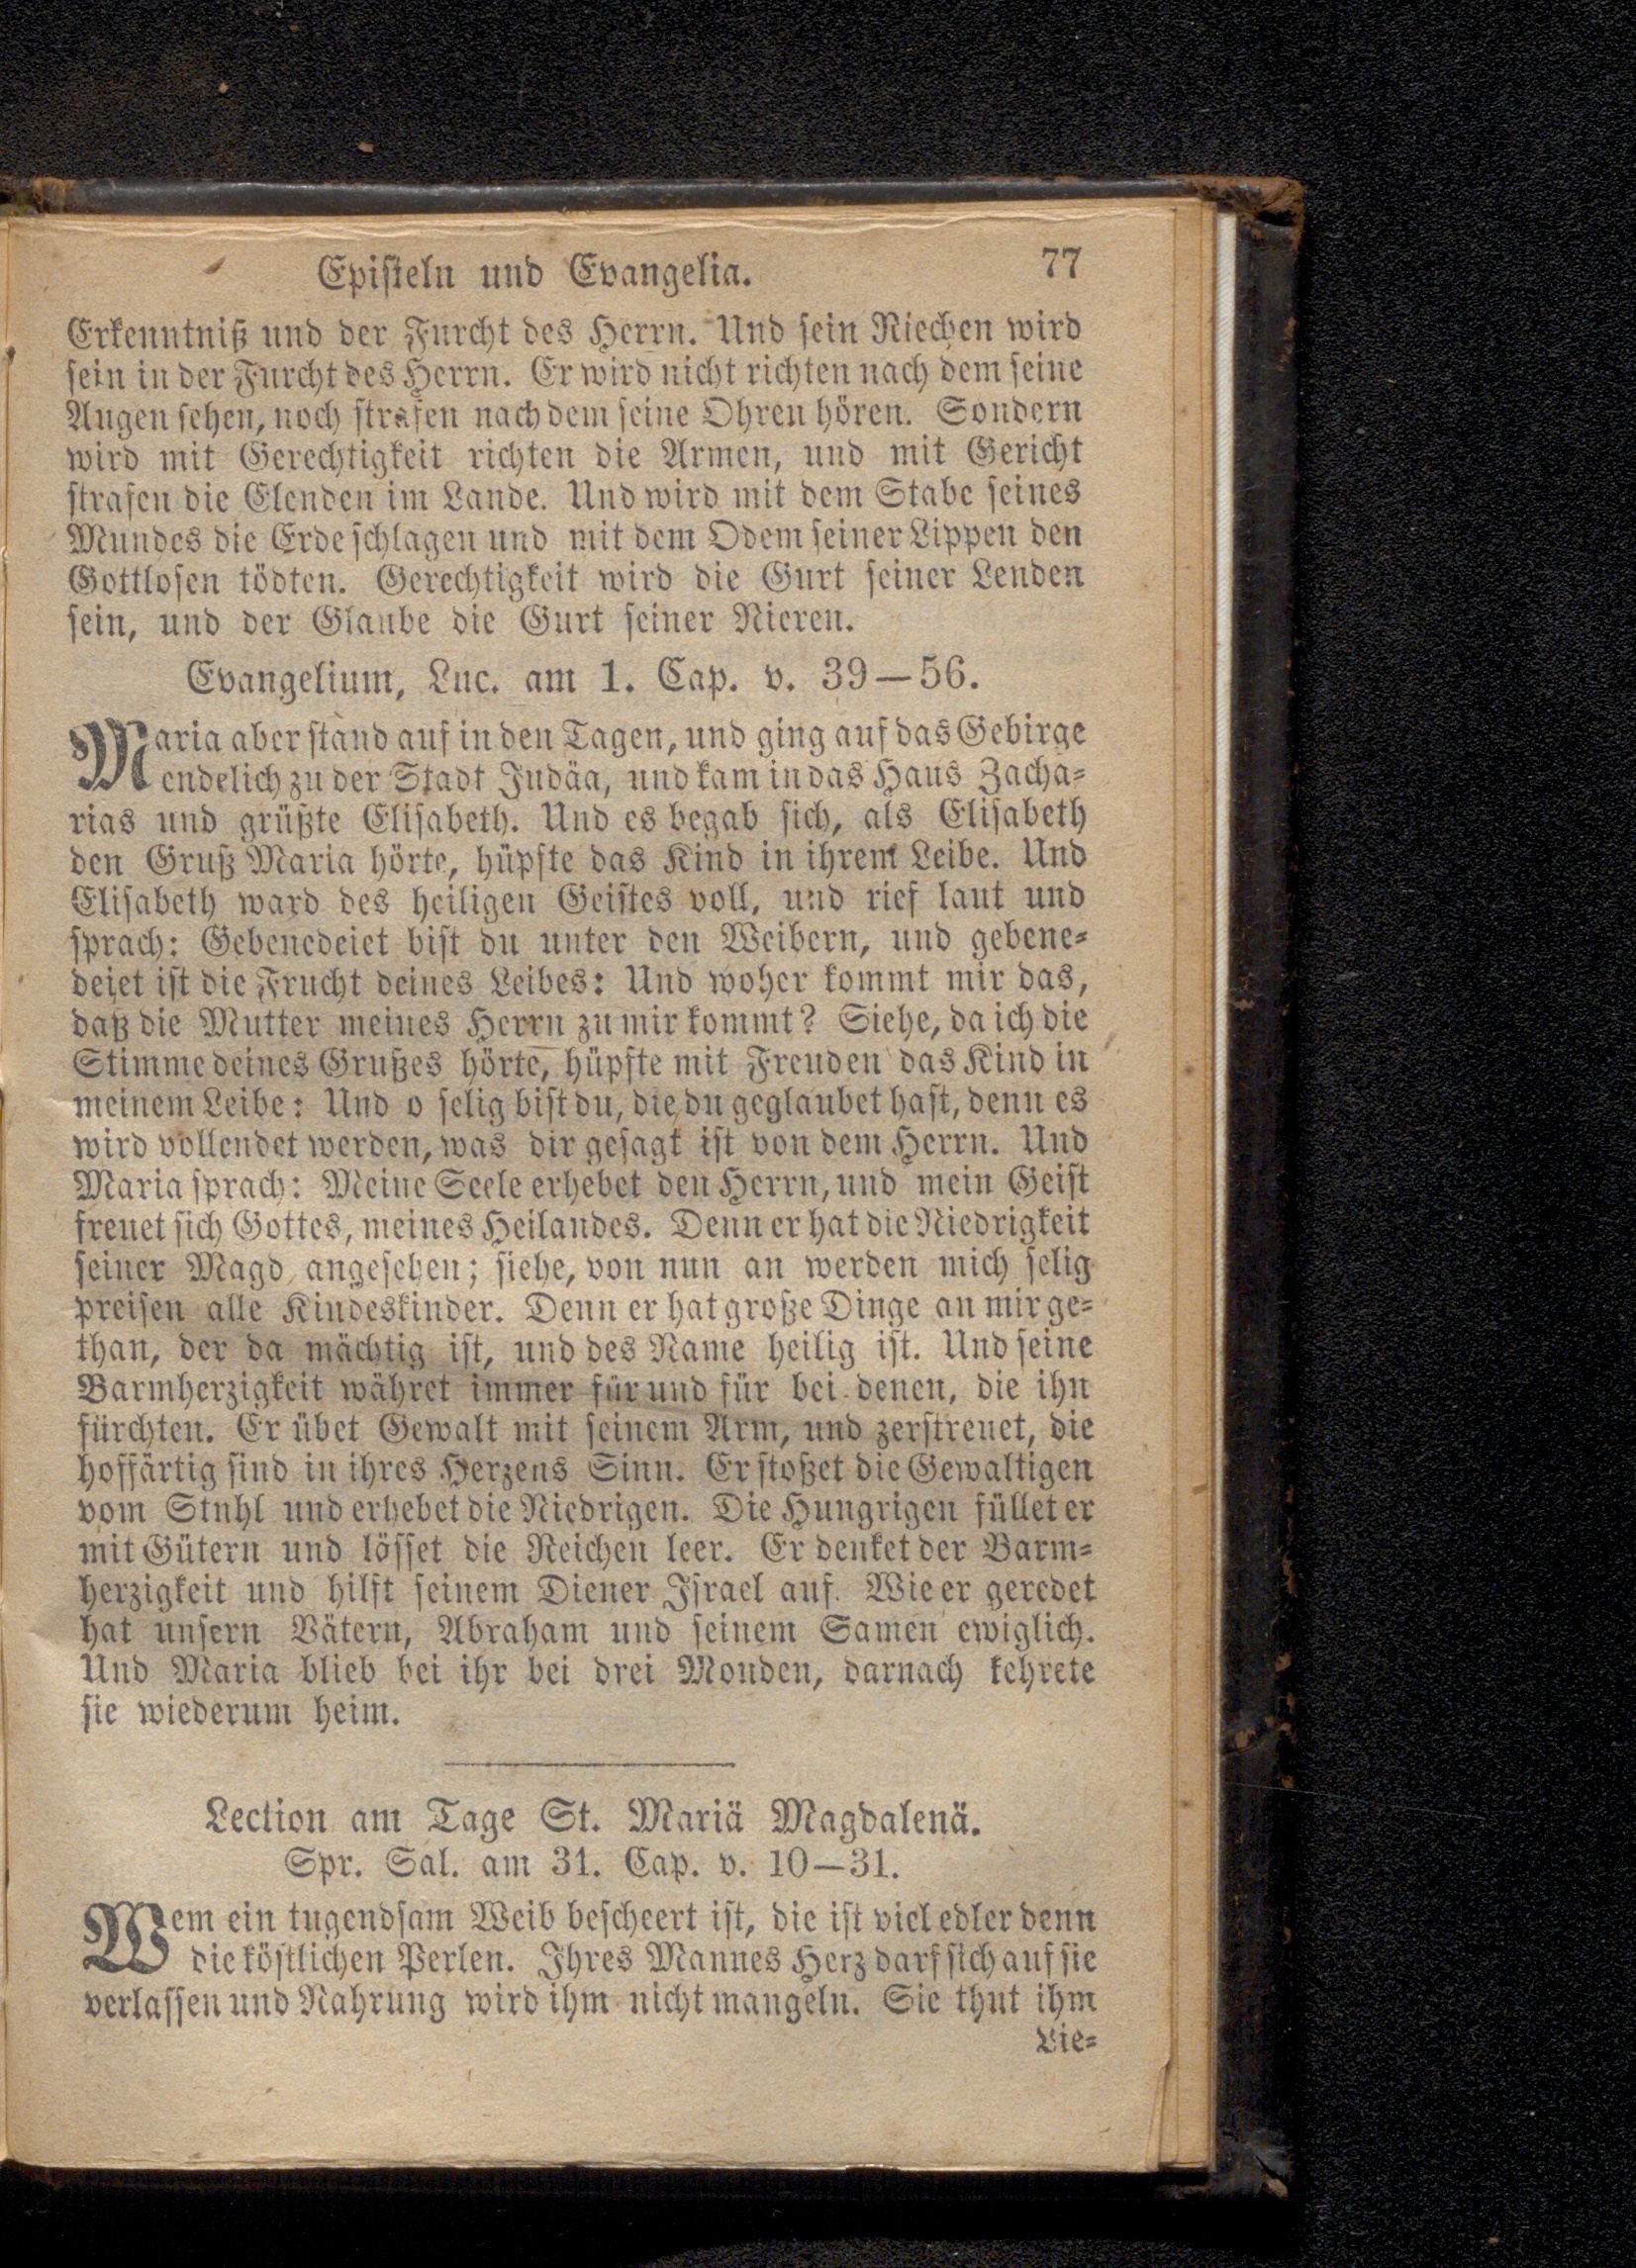 Episteln und Evangelia.
77
Erkenntniß und der Furcht des Herrn. Und sein Riechen wird
sein in der Furcht des Herrn. Er wird nicht richten nach dem seine
Augen sehen, noch strafen nach dem seine Ohren hören. Sondern
wird mit Gerechtigkeit richten die Armen, und mit Gericht
strafen die Elenden im Lande. Und wird mit dem Stabe seines
Mundes die Erde schlagen und mit dem Odem seiner Lippen den
Gottlosen tödten. Gerechtigkeit wird die Gurt seiner Lenden
sein, und der Glaube die Gurt seiner Nieren.
Evangelium, Luc. am 1. Cap. v. 39—56.
Maria aber stand auf in den Tagen, und ging auf das Gebirge
endelich zu der Stadt Judäa, und kam in das Haus Zacha-
rias und grüßte Elisabeth. Und es begab sich, als Elisabeth
den Gruß Maria hörte, hüpfte das Kind in ihrem Leibe. Und
Elisabeth ward des heiligen Geistes voll, und rief laut und
sprach: Gebenedeiet bist du unter den Weibern, und gebene-
deiet ist die Frucht deines Leibes: Und woher kommt mir das,
daß die Mutter meines Herrn zu mir kommt? Siehe, da ich die
Stimme deines Grußes hörte, hüpfte mit Freuden das Kind in
meinem Leibe: Und o selig bist du, die du geglaubet hast, denn es
wird vollendet werden, was dir gesagt ist von dem Herrn. Und
Maria sprach: Meine Seele erhebet den Herrn, und mein Geist
freuet sich Gottes, meines Heilandes. Denn er hat die Niedrigkeit
seiner Magd angesehen; siehe, von nun an werden mich selig
preisen alle Kindeskinder. Denn er hat große Dinge an mir ge-
than, der da mächtig ist, und des Name heilig ist. Und seine
Barmherzigkeit währet immer für und für bei denen, die ihn
fürchten. Er übet Gewalt mit seinem Arm, und zerstreuet, die
hoffärtig sind in ihres Herzens Sinn. Er stoßet die Gewaltigen
vom Stuhl und erhebet die Niedrigen. Die Hungrigen füllet er
mit Gütern und lässet die Reichen leer. Er denket der Barm-
herzigkeit und hilft seinem Diener Israel auf. Wie er geredet
hat unsern Vätern, Abraham und seinem Samen ewiglich.
Und Maria blieb bei ihr bei drei Monden, darnach kehrete
sie wiederum heim.
Lection am Tage St. Mariä Magdalenä.
Spr. Sal. am 31. Cap. v. 10—31.
Wem ein tugendsam Weib bescheert ist, die ist viel edler denn
die köstlichen Perlen. Ihres Mannes Herz darf sich auf sie
verlassen und Nahrung wird ihm nicht mangeln. Sie thut ihm
Lie-